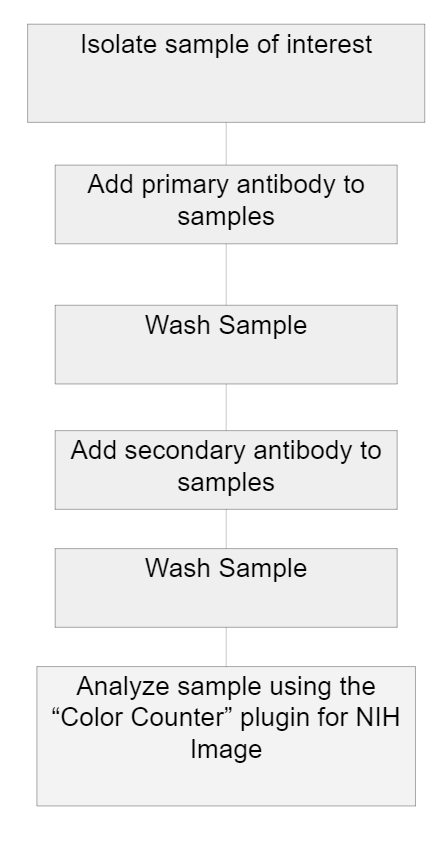 Isolate sample of interest
Add primary antibody to
samples
Wash Sample
Add secondary antibody to
samples
Wash Sample
Analyze sample using the
“Color Counter” plugin for NIH
Image